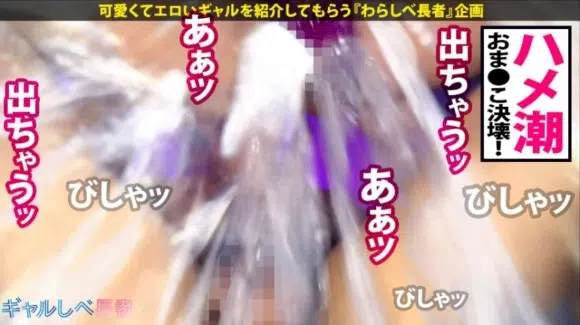 可愛くてエロいギャルを紹介してもらう『わらしべ長者』企画
ハメ潮
おま●こ決壊!
出ちゃうッ
あぁッ
出ちゃうッ
びしゃッ
あぁッ
びしゃッ
びしゃッ
ギャルしべ長者